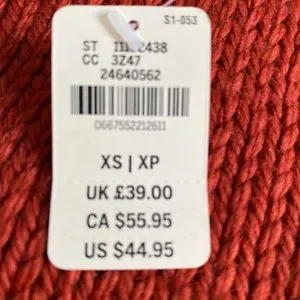 S1-053
ST
CC 3Z47
24640562
0667552212611
XS | XP
UK £39.00
CA $55.95
US $44.95